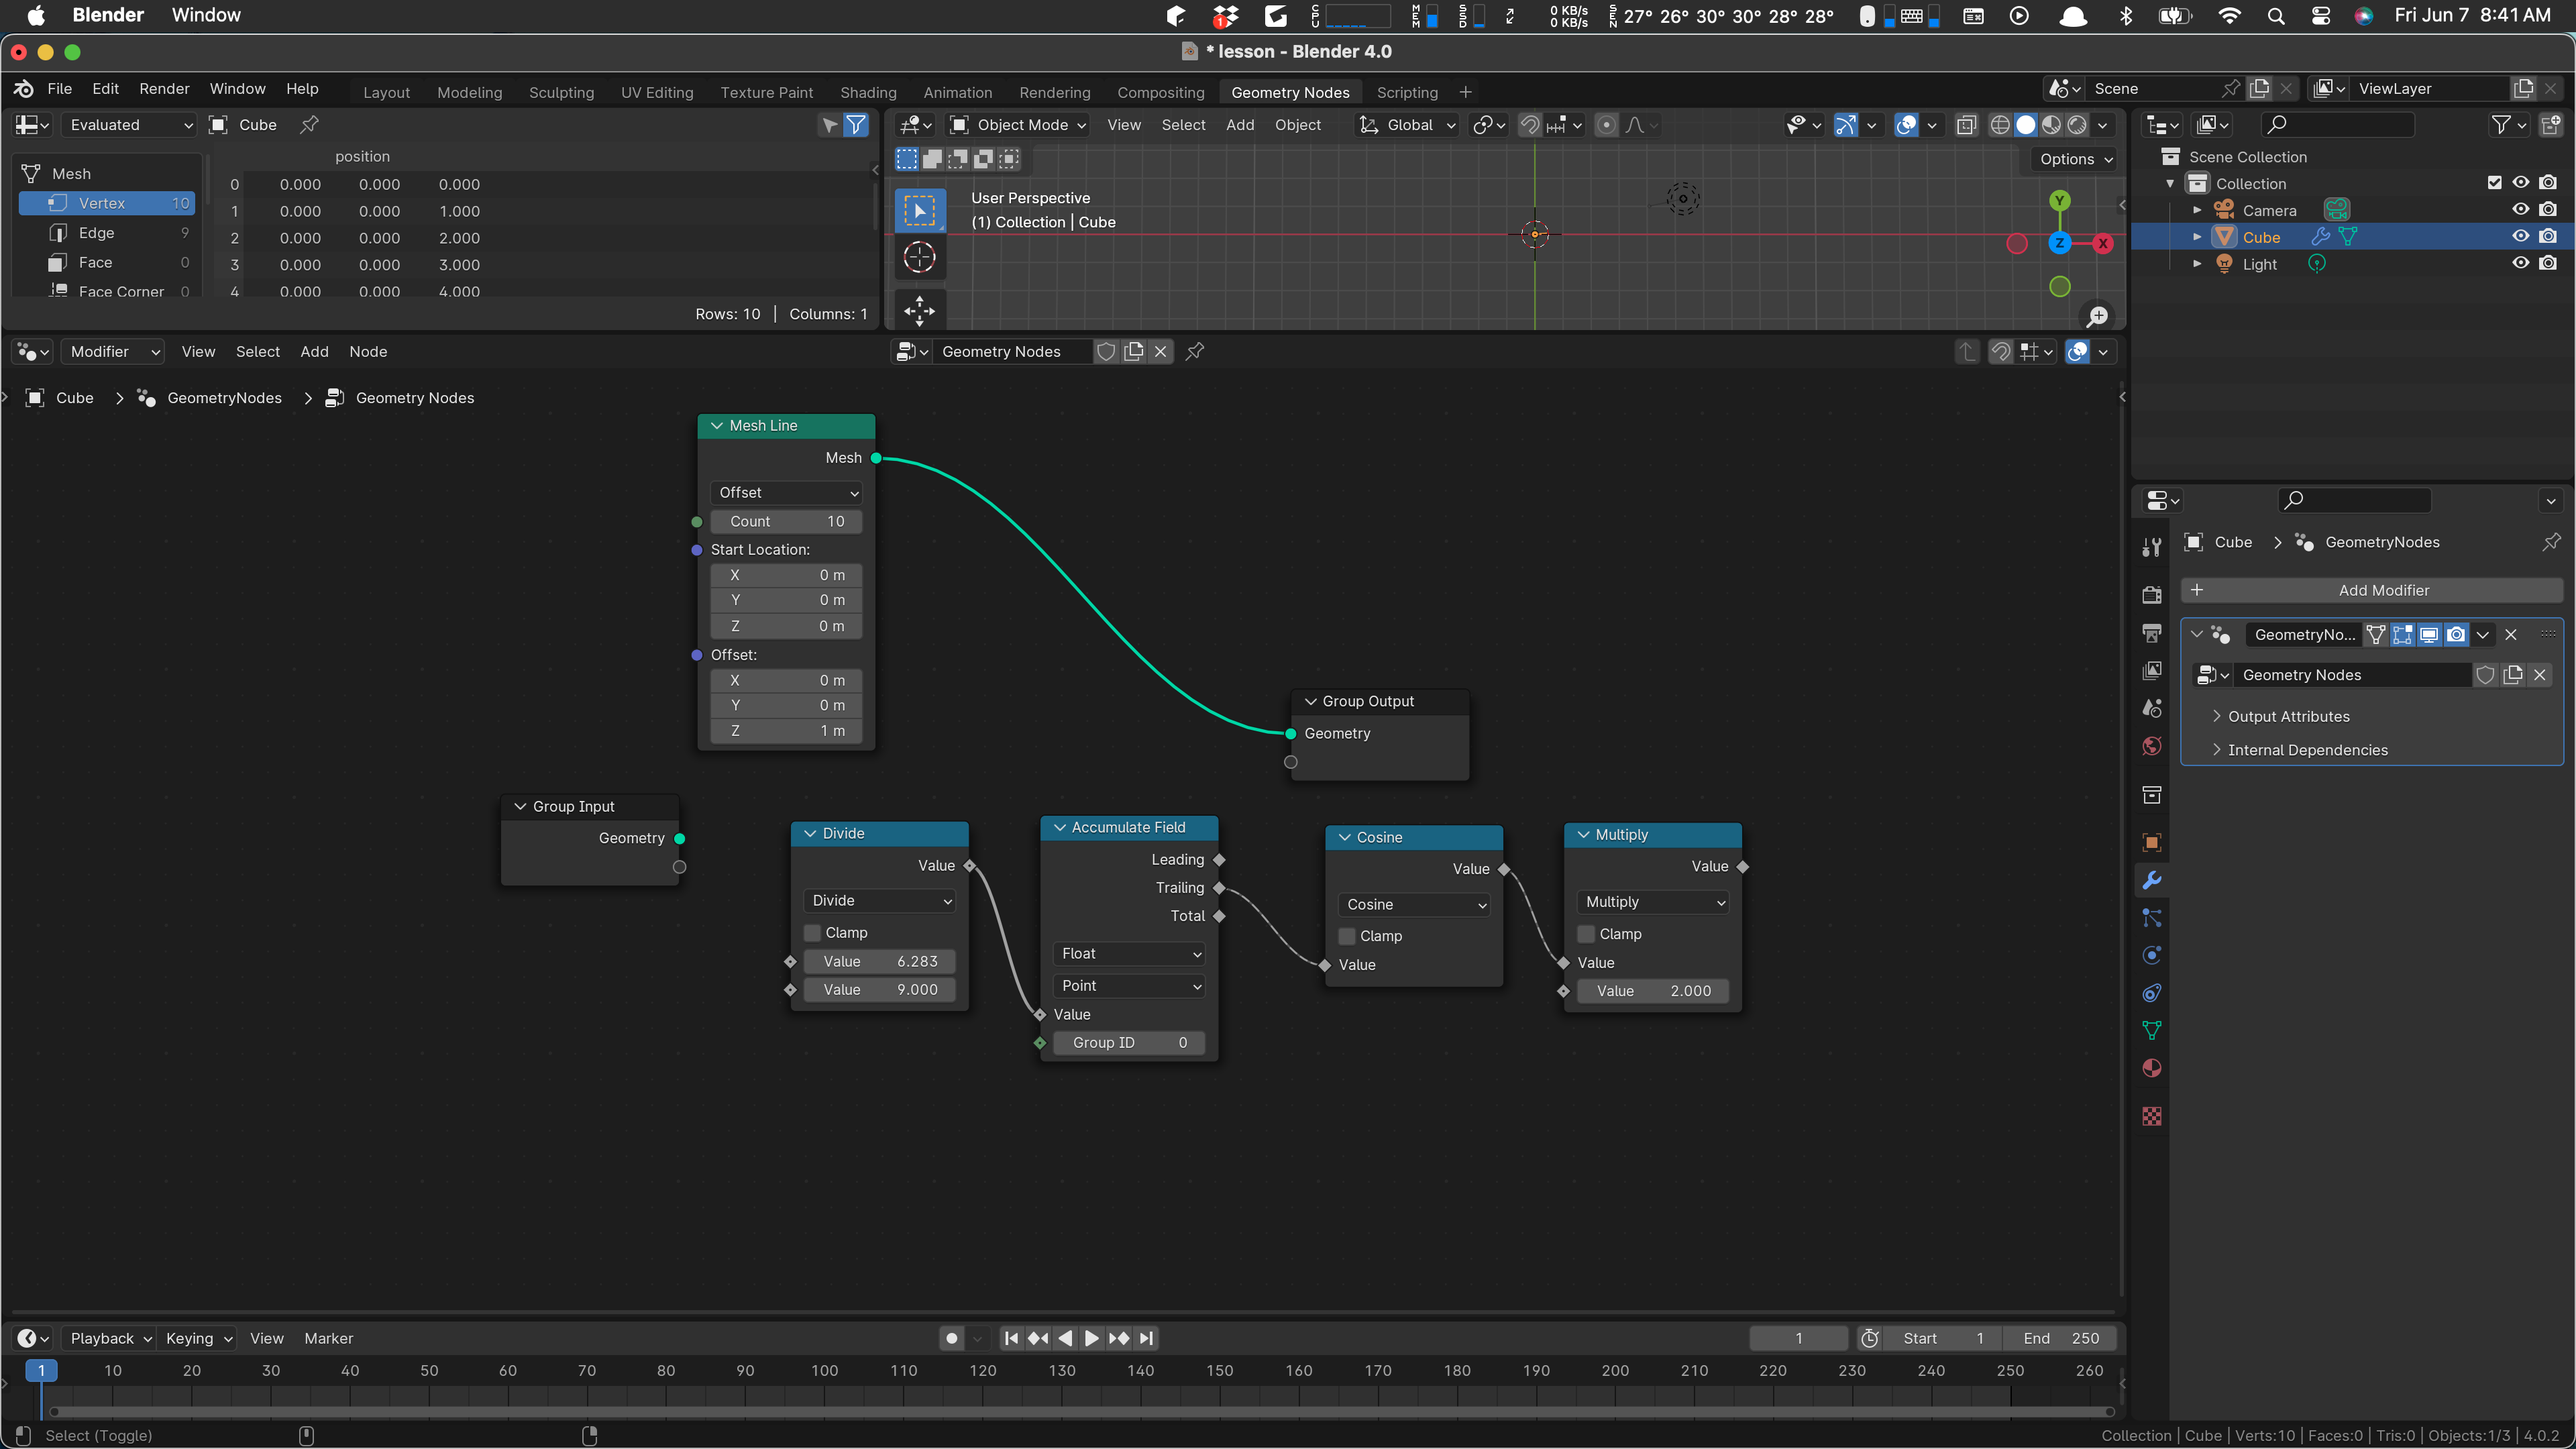 Blender Window
1
CPU
MEM
SSD
0 KB/s
0 KB/s
SEN
27° 26° 30° 30° 28° 28°
Fri Jun 7 8:41 AM
* lesson - Blender 4.0
File Edit Render Window Help
Layout Modeling Sculpting UV Editing Texture Paint Shading Animation Rendering Compositing Geometry Nodes Scripting +
Scene
ViewLayer
Evaluated
Cube
position
Mesh
Vertex 10
Edge 9
Face 0
Face Corner 0
0 0.000 0.000 0.000
1 0.000 0.000 1.000
2 0.000 0.000 2.000
3 0.000 0.000 3.000
4 0.000 0.000 4.000
Rows: 10 | Columns: 1
Object Mode View Select Add Object Global
Options
User Perspective
(1) Collection | Cube
Y
Z
X
Scene Collection
Collection
Camera
Cube
Light
Modifier View Select Add Node
Geometry Nodes
Cube > GeometryNodes > Geometry Nodes
Mesh Line
Mesh
Offset
Count 10
Start Location:
X 0 m
Y 0 m
Z 0 m
Offset:
X 0 m
Y 0 m
Z 1 m
Group Output
Geometry
Group Input
Geometry
Divide
Value
Divide
Clamp
Value 6.283
Value 9.000
Accumulate Field
Leading
Trailing
Total
Float
Point
Value
Group ID 0
Cosine
Value
Cosine
Clamp
Value
Multiply
Value
Multiply
Clamp
Value
Value 2.000
Cube > GeometryNodes
+ Add Modifier
GeometryNo...
Geometry Nodes
Output Attributes
Internal Dependencies
Playback Keying View Marker
1
Start 1
End 250
1 10 20 30 40 50 60 70 80 90 100 110 120 130 140 150 160 170 180 190 200 210 220 230 240 250 260
Select (Toggle)
Collection | Cube | Verts:10 | Faces:0 | Tris:0 | Objects:1/3 | 4.0.2